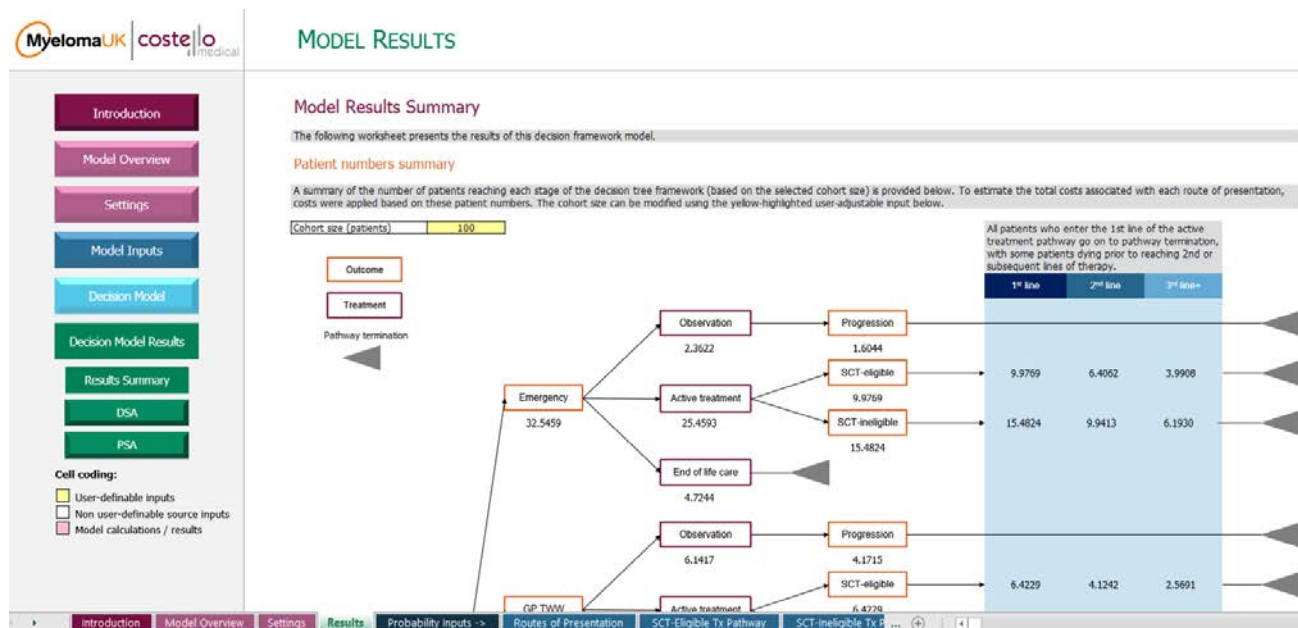 MyelomaUK costello medical
MODEL RESULTS
Introduction
Model Overview
Settings
Model Inputs
Decision Model
Decision Model Results
Results Summary
DSA
PSA
Cell coding:
User-definable inputs
Non user-definable source inputs
Model calculations / results
Model Results Summary
The following worksheet presents the results of this decision framework model.
Patient numbers summary
A summary of the number of patients reaching each stage of the decision tree framework (based on the selected cohort size) is provided below. To estimate the total costs associated with each route of presentation,
costs were applied based on these patient numbers. The cohort size can be modified using the yellow-highlighted user-adjustable input below.
Cohort size (patients) 100
All patients who enter the 1st line of the active
treatment pathway go on to pathway termination,
with some patients dying prior to reaching 2nd or
subsequent lines of therapy.
1st line 2nd line 3rd line+
Outcome
Treatment
Pathway termination
Observation Progression
2.3622 1.6044
SCT-eligible 9.9769 6.4062 3.9908
Emergency Active treatment 9.9769
32.5459 25.4593
SCT-ineligible 15.4824 9.9413 6.1930
15.4824
End of life care
4.7244
Observation Progression
6.1417 4.1715
SCT-eligible 6.4229 4.1242 2.5691
GP TWW Active treatment 6.4229
Introduction Model Overview Settings Results Probability Inputs -> Routes of Presentation SCT-Eligible Tx Pathway SCT-Ineligible Tx P ...